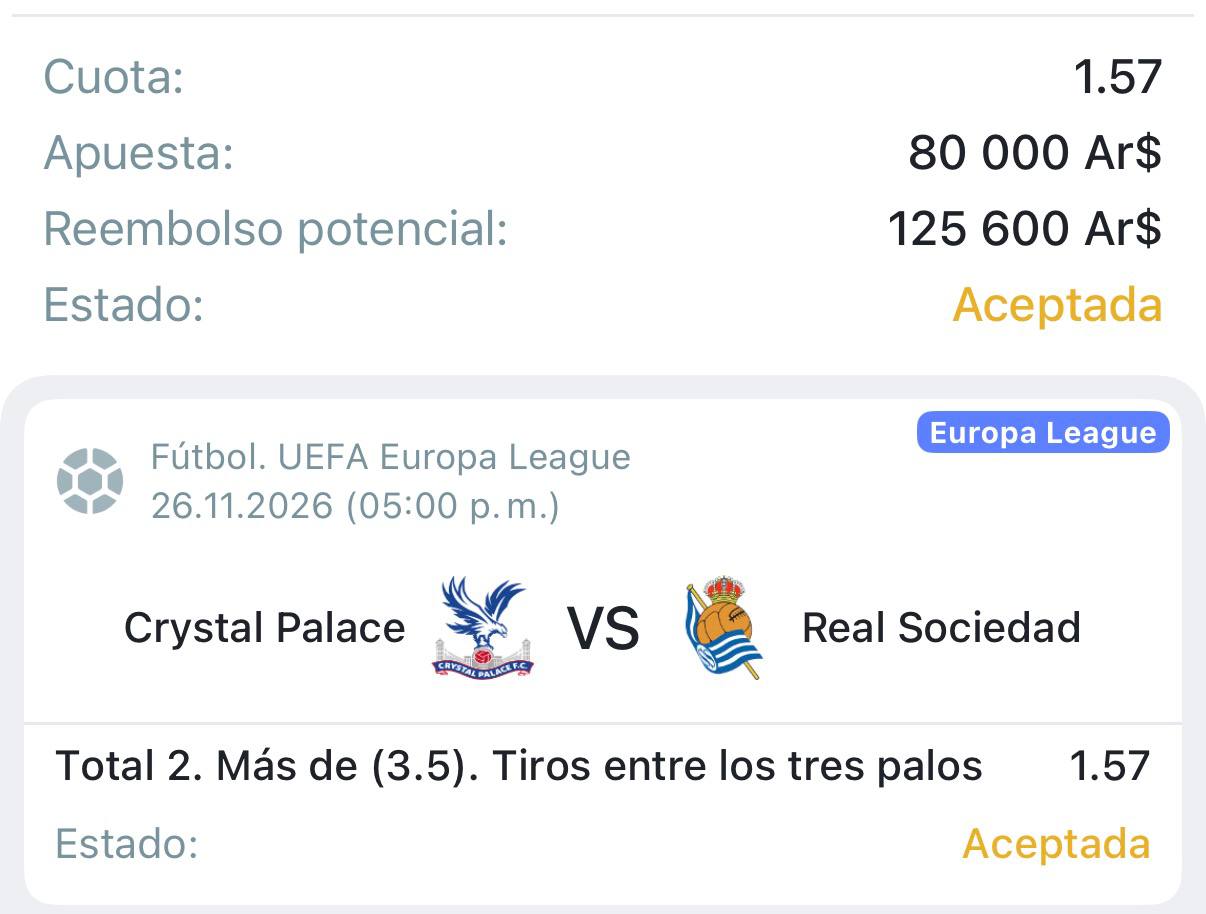 Cuota: 1.57
Apuesta: 80 000 Ar$
Reembolso potencial: 125 600 Ar$
Estado: Aceptada
Europa League
Fútbol. UEFA Europa League
26.11.2026 (05:00 p. m.)
Crystal Palace CRYSTAL PALACE F.C. VS Real Sociedad
Total 2. Más de (3.5). Tiros entre los tres palos 1.57
Estado: Aceptada